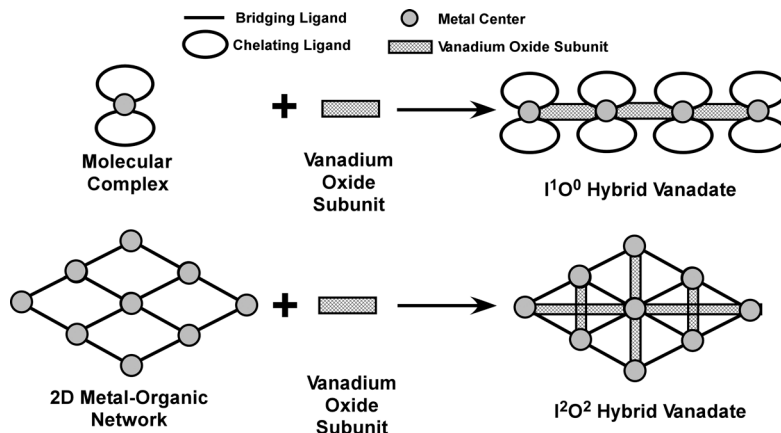 Bridging Ligand
Metal Center
Chelating Ligand
Vanadium Oxide Subunit
+
Molecular
Complex
Vanadium
Oxide
Subunit
I¹O⁰ Hybrid Vanadate
+
2D Metal-Organic
Network
Vanadium
Oxide
Subunit
I²O² Hybrid Vanadate